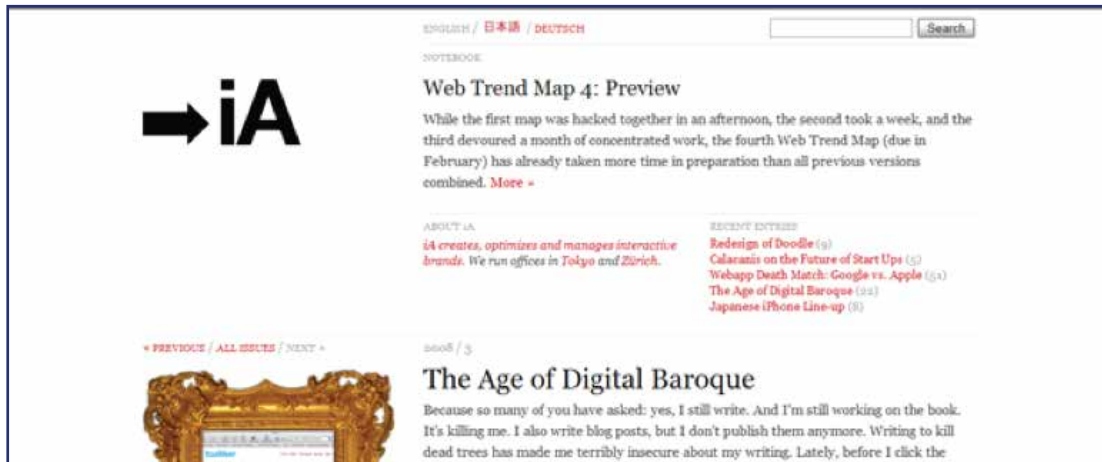 ENGLISH / 日本語 / DEUTSCH
Search
NOTEBOOK
iA
Web Trend Map 4: Preview
While the first map was hacked together in an afternoon, the second took a week, and the
third devoured a month of concentrated work, the fourth Web Trend Map (due in
February) has already taken more time in preparation than all previous versions
combined. More »
ABOUT iA
iA creates, optimizes and manages interactive
brands. We run offices in Tokyo and Zürich.
RECENT ENTRIES
Redesign of Doodle (9)
Calacanis on the Future of Start Ups (5)
Webapp Death Match: Google vs. Apple (51)
The Age of Digital Baroque (22)
Japanese iPhone Line-up (8)
« PREVIOUS / ALL ISSUES / NEXT »
2008 / 3
The Age of Digital Baroque
Because so many of you have asked: yes, I still write. And I'm still working on the book.
It's killing me. I also write blog posts, but I don't publish them anymore. Writing to kill
dead trees has made me terribly insecure about my writing. Lately, before I click the
twitter